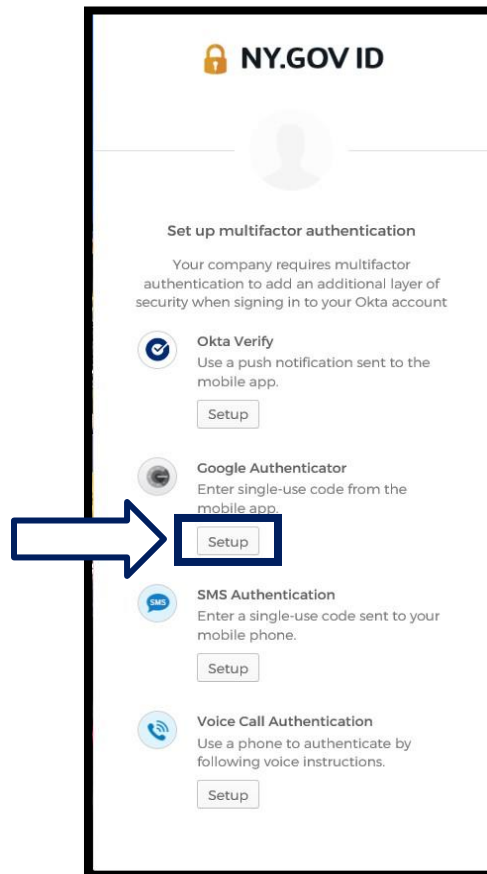 NY.GOV ID
Set up multifactor authentication
Your company requires multifactor
authentication to add an additional layer of
security when signing in to your Okta account
Okta Verify
Use a push notification sent to the
mobile app.
Setup
Google Authenticator
Enter single-use code from the
mobile app.
Setup
SMS
SMS Authentication
Enter a single-use code sent to your
mobile phone.
Setup
Voice Call Authentication
Use a phone to authenticate by
following voice instructions.
Setup